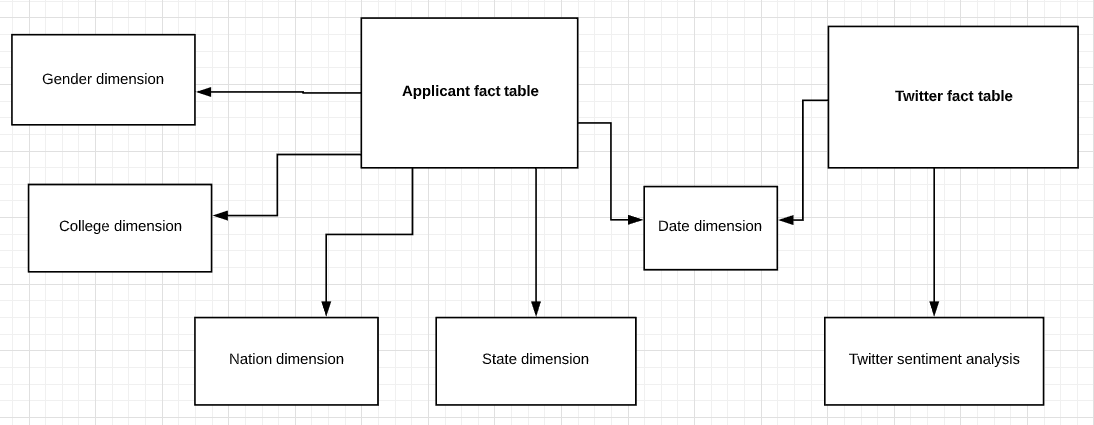 Gender dimension
Applicant fact table
Twitter fact table
College dimension
Date dimension
Nation dimension
State dimension
Twitter sentiment analysis